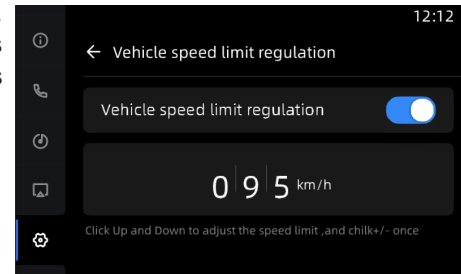 12:12
s
s
← Vehicle speed limit regulation
Vehicle speed limit regulation
0 9 5 km/h
Click Up and Down to adjust the speed limit ,and chilk+/- once